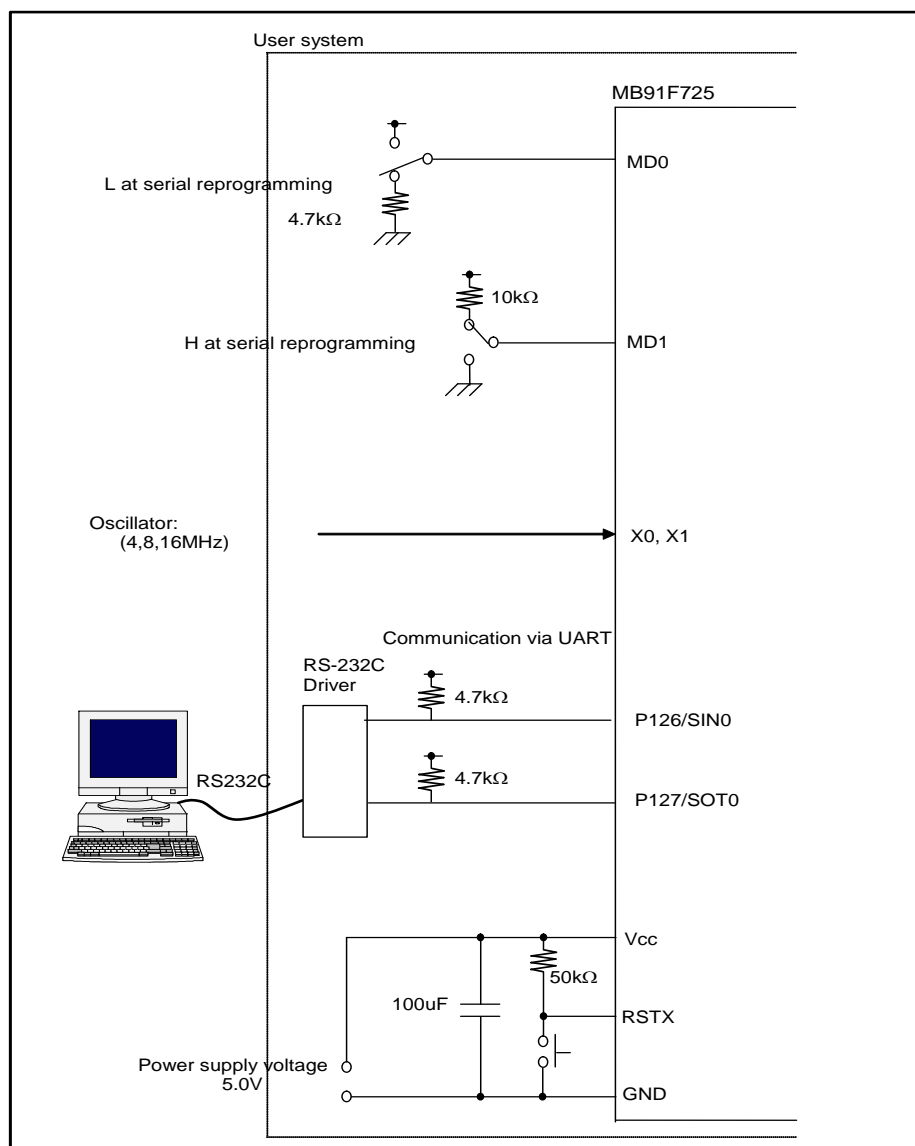 User system
MB91F725
MD0
L at serial reprogramming
4.7kΩ
10kΩ
H at serial reprogramming
MD1
Oscillator:
(4,8,16MHz)
X0, X1
Communication via UART
RS-232C
Driver
4.7kΩ
P126/SIN0
RS232C
4.7kΩ
P127/SOT0
Vcc
50kΩ
100uF
RSTX
Power supply voltage
5.0V
GND